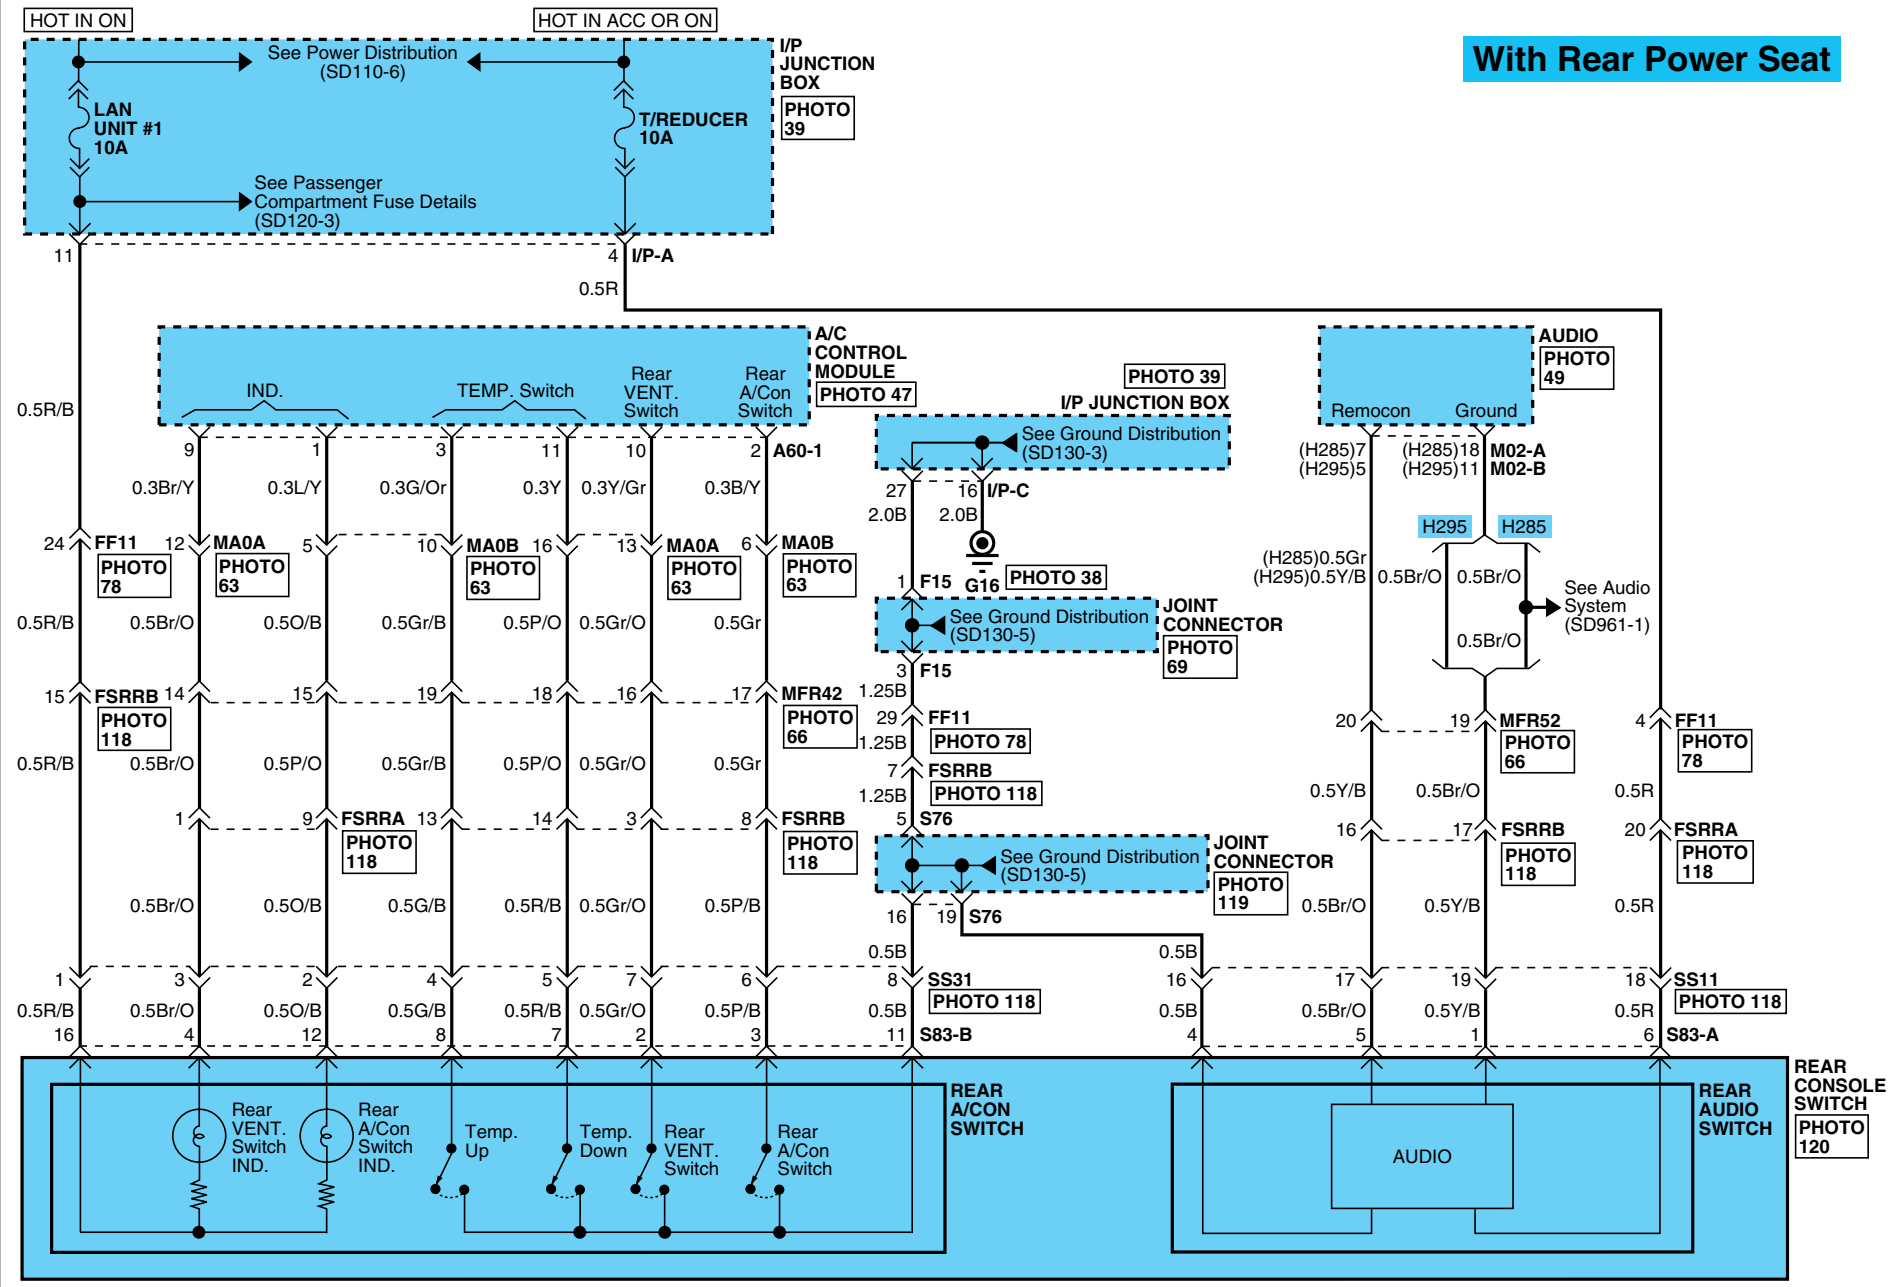 HOT IN ON
HOT IN ACC OR ON
With Rear Power Seat
See Power Distribution
(SD110-6)
I/P
JUNCTION
BOX
PHOTO
39
LAN
UNIT #1
10A
T/REDUCER
10A
See Passenger
Compartment Fuse Details
(SD120-3)
11
4
I/P-A
0.5R
A/C
CONTROL
MODULE
PHOTO 47
IND.
TEMP. Switch
Rear
VENT.
Switch
Rear
A/Con
Switch
AUDIO
PHOTO
49
Remocon
Ground
PHOTO 39
I/P JUNCTION BOX
See Ground Distribution
(SD130-3)
0.5R/B
9
1
3
11
10
2
A60-1
(H285)7
(H295)5
(H285)18
(H295)11
M02-A
M02-B
0.3Br/Y
0.3L/Y
0.3G/Or
0.3Y
0.3Y/Gr
0.3B/Y
27
16
I/P-C
2.0B
2.0B
H295
H285
24
FF11
PHOTO
78
12
MA0A
PHOTO
63
5
10
MA0B
PHOTO
63
16
13
MA0A
PHOTO
63
6
MA0B
PHOTO
63
1
F15
G16
PHOTO 38
(H285)0.5Gr
(H295)0.5Y/B
0.5Br/O
0.5Br/O
See Audio
System
(SD961-1)
0.5Br/O
0.5R/B
0.5Br/O
0.5O/B
0.5Gr/B
0.5P/O
0.5Gr/O
0.5Gr
See Ground Distribution
(SD130-5)
JOINT
CONNECTOR
PHOTO
69
3
F15
1.25B
15
FSRRB
PHOTO
118
14
15
19
18
16
17
MFR42
PHOTO
66
29
FF11
PHOTO 78
1.25B
20
19
MFR52
PHOTO
66
4
FF11
PHOTO
78
0.5R/B
0.5Br/O
0.5P/O
0.5Gr/B
0.5P/O
0.5Gr/O
0.5Gr
7
FSRRB
PHOTO 118
1.25B
0.5Y/B
0.5Br/O
0.5R
1
9
FSRRA
PHOTO
118
13
14
3
8
FSRRB
PHOTO
118
5
S76
See Ground Distribution
(SD130-5)
JOINT
CONNECTOR
PHOTO
119
16
17
FSRRB
PHOTO
118
20
FSRRA
PHOTO
118
0.5Br/O
0.5O/B
0.5G/B
0.5R/B
0.5Gr/O
0.5P/B
16
19
S76
0.5Br/O
0.5Y/B
0.5R
0.5B
0.5B
1
3
2
4
5
7
6
8
SS31
PHOTO 118
16
17
19
18
SS11
PHOTO 118
0.5R/B
0.5Br/O
0.5O/B
0.5G/B
0.5R/B
0.5Gr/O
0.5P/B
0.5B
0.5B
0.5Br/O
0.5Y/B
0.5R
16
4
12
8
7
2
3
11
S83-B
4
5
1
6
S83-A
REAR
CONSOLE
SWITCH
PHOTO
120
REAR
A/CON
SWITCH
REAR
AUDIO
SWITCH
Rear
VENT.
Switch
IND.
Rear
A/Con
Switch
IND.
Temp.
Up
Temp.
Down
Rear
VENT.
Switch
Rear
A/Con
Switch
AUDIO